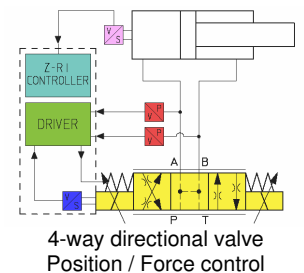 V
S
Z-RI
CONTROLLER
DRIVER
V
P
V
P
A B
V
S
P T
4-way directional valve
Position / Force control